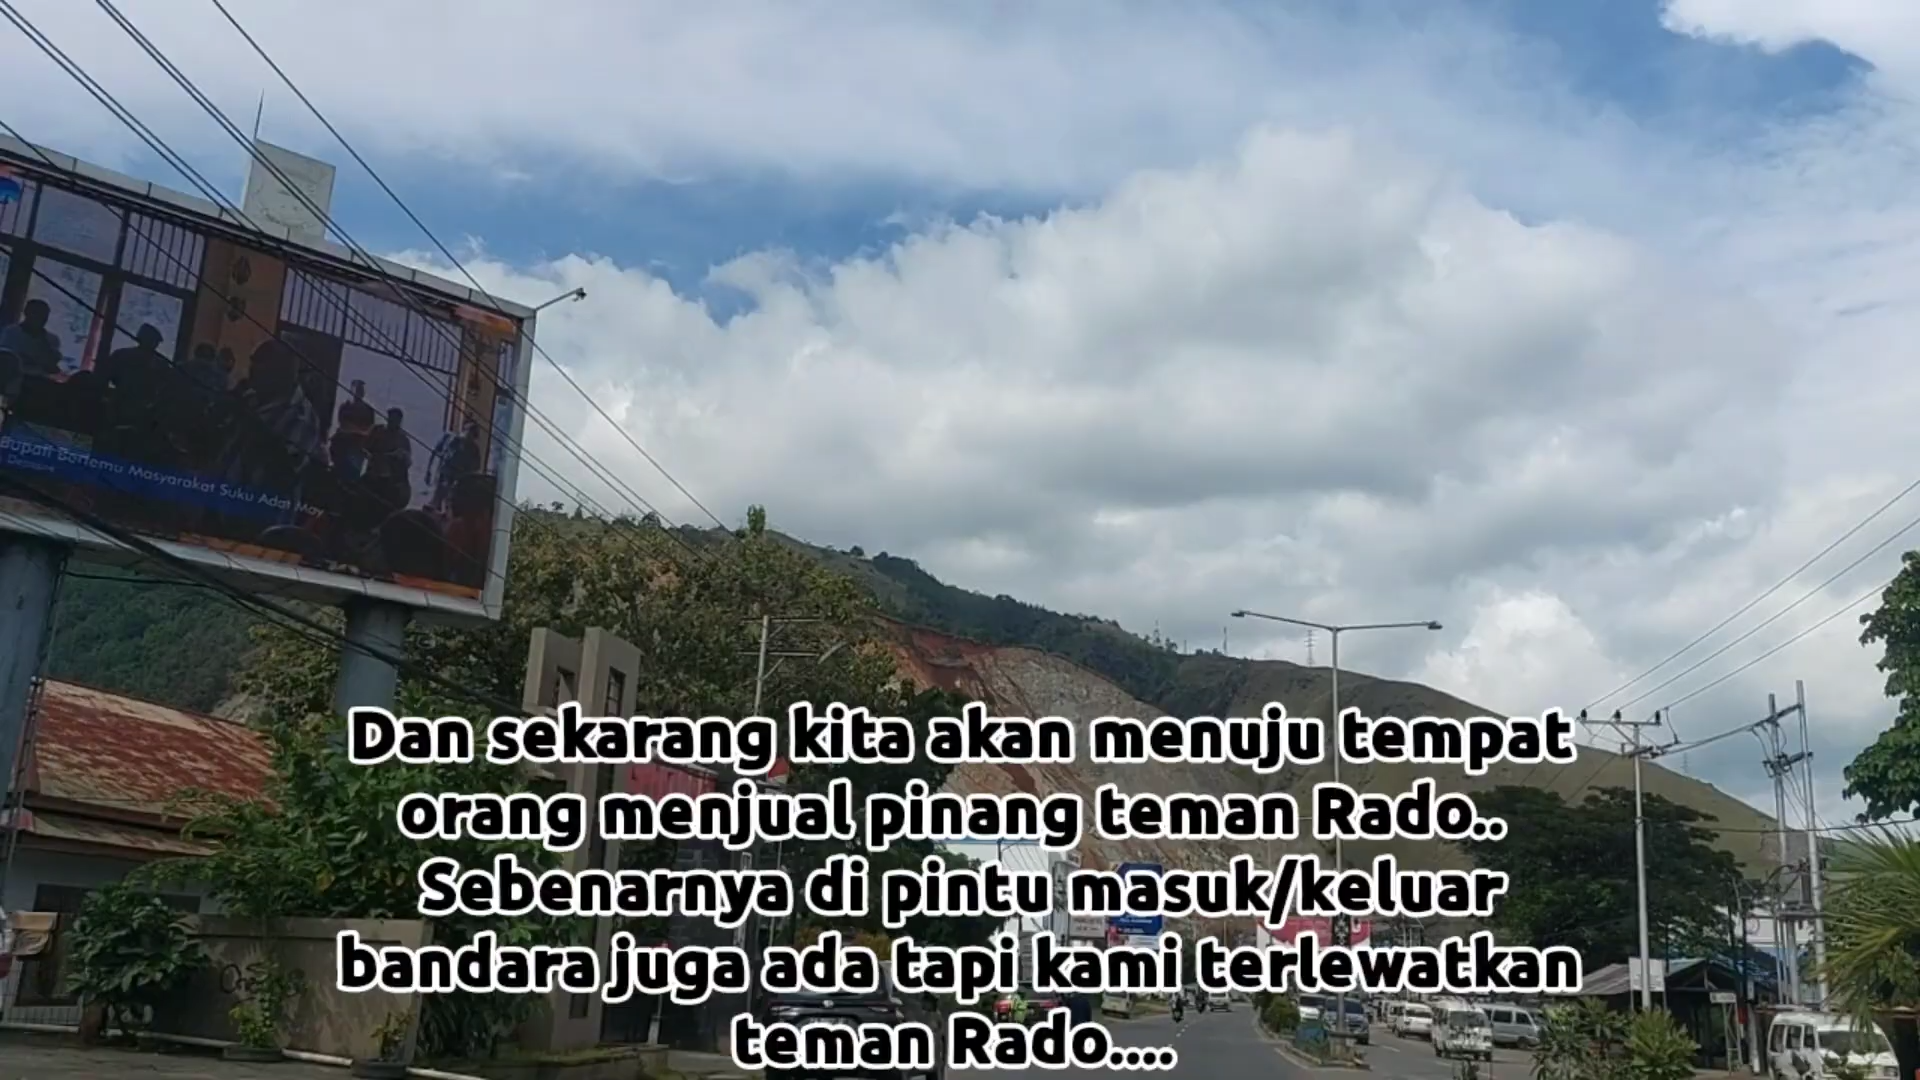 Bupati Bertemu Masyarakat Suku Adat May
Dan sekarang kita akan menuju tempat
orang menjual pinang teman Rado..
Sebenarnya di pintu masuk/keluar
bandara juga ada tapi kami terlewatkan
teman Rado....